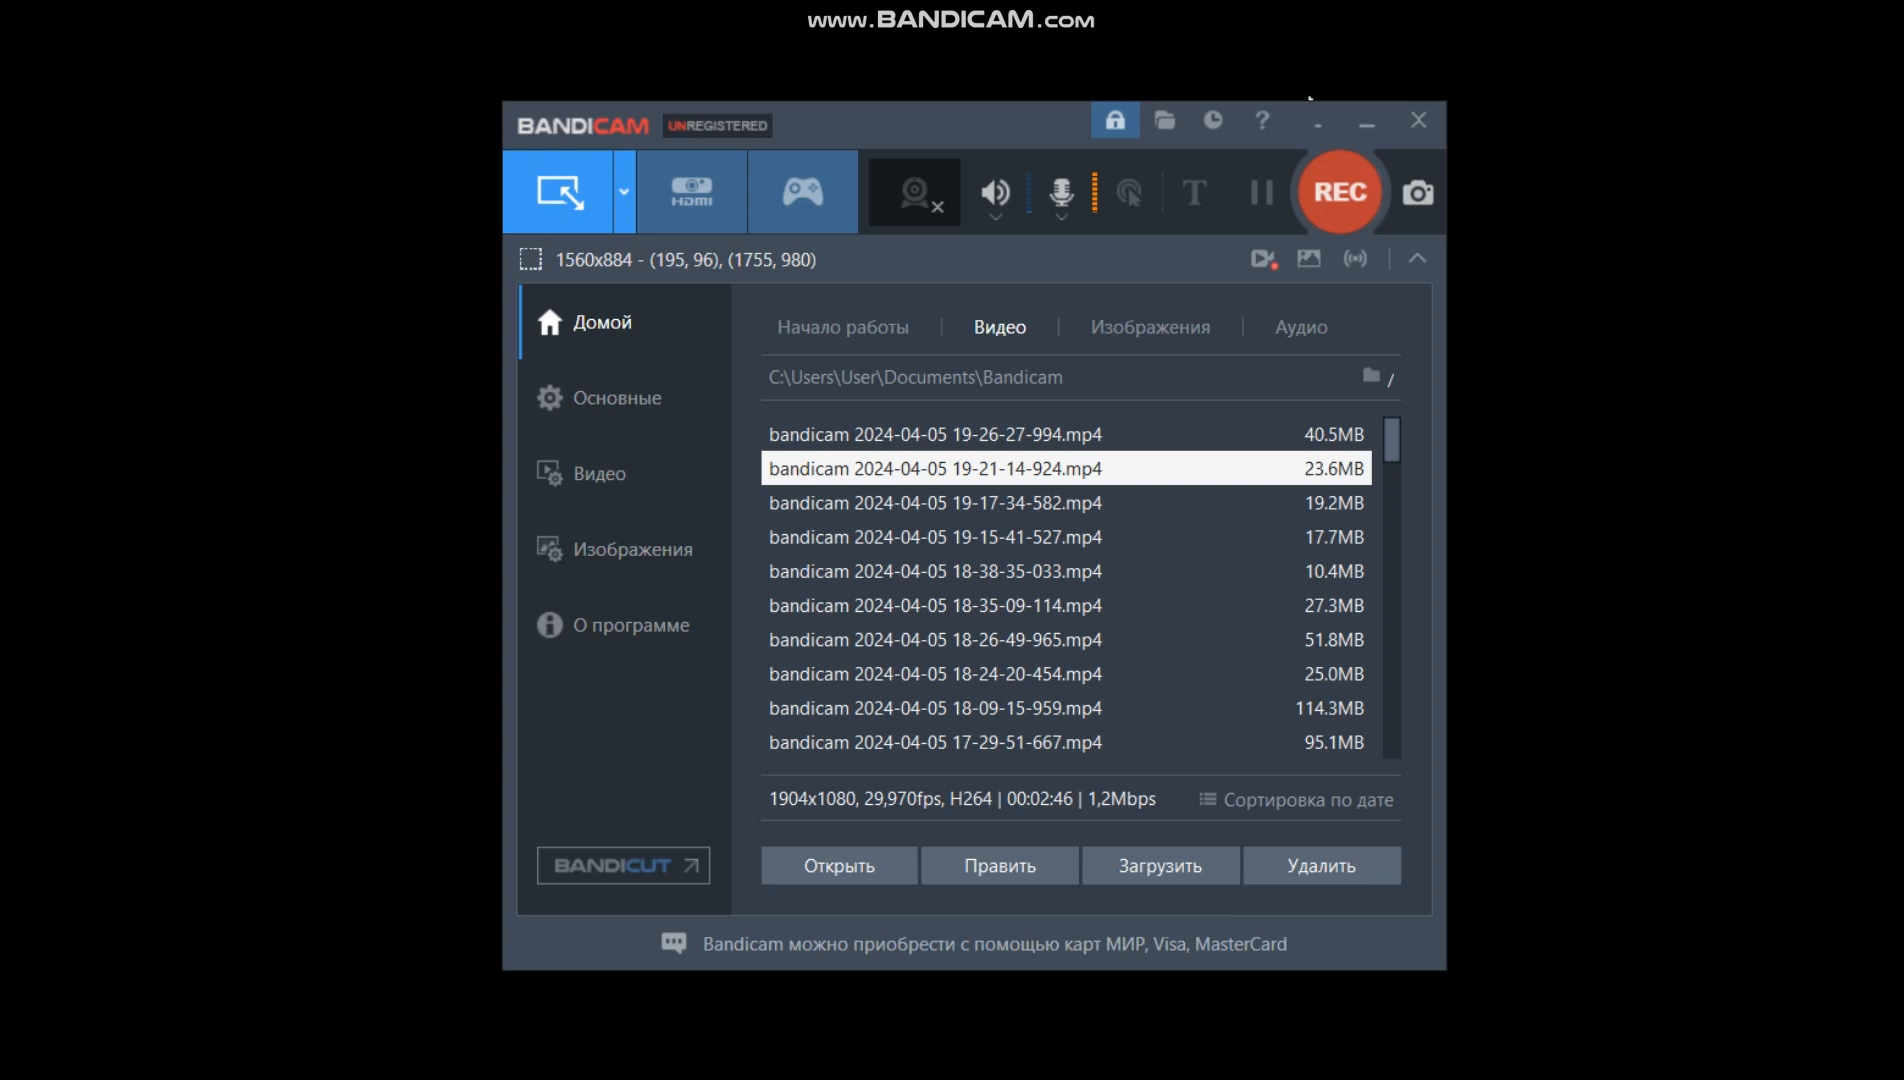 www.BANDICAM.com
BANDICAM UNREGISTERED
HDMI
T
REC
1560x884 - (195, 96), (1755, 980)
Домой
Основные
Видео
Изображения
О программе
BANDICUT
Начало работы
Видео
Изображения
Аудио
C:\Users\User\Documents\Bandicam
bandicam 2024-04-05 19-26-27-994.mp4 40.5MB
bandicam 2024-04-05 19-21-14-924.mp4 23.6MB
bandicam 2024-04-05 19-17-34-582.mp4 19.2MB
bandicam 2024-04-05 19-15-41-527.mp4 17.7MB
bandicam 2024-04-05 18-38-35-033.mp4 10.4MB
bandicam 2024-04-05 18-35-09-114.mp4 27.3MB
bandicam 2024-04-05 18-26-49-965.mp4 51.8MB
bandicam 2024-04-05 18-24-20-454.mp4 25.0MB
bandicam 2024-04-05 18-09-15-959.mp4 114.3MB
bandicam 2024-04-05 17-29-51-667.mp4 95.1MB
1904x1080, 29,970fps, H264 | 00:02:46 | 1,2Mbps
Сортировка по дате
Открыть
Править
Загрузить
Удалить
Bandicam можно приобрести с помощью карт МИР, Visa, MasterCard